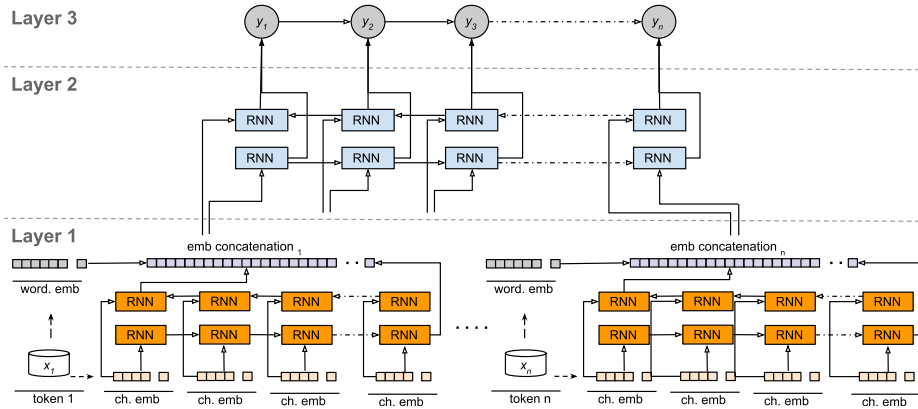 Layer 3
y1 y2 y3 yn
Layer 2
RNN RNN RNN RNN
RNN RNN RNN RNN
Layer 1
emb concatenation 1 emb concatenation n
word. emb word. emb
RNN RNN RNN RNN RNN RNN RNN RNN
RNN RNN RNN RNN RNN RNN RNN RNN
x1 xn
token 1 ch. emb ch. emb ch. emb ch. emb token n ch. emb ch. emb ch. emb ch. emb